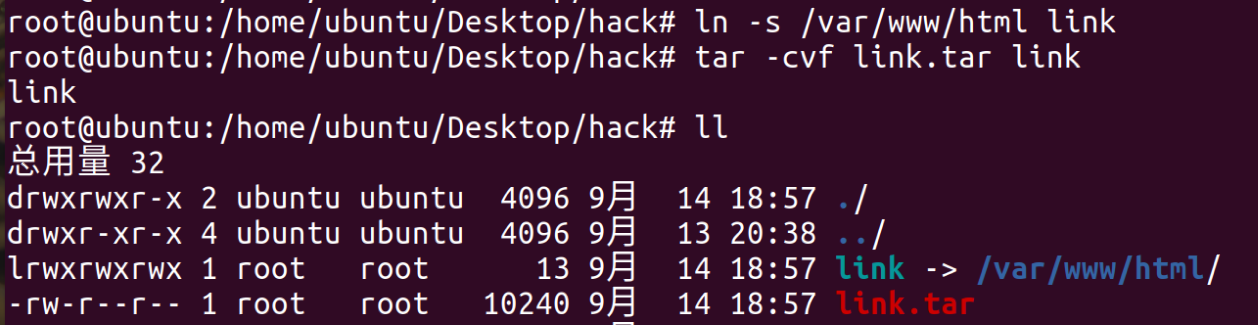 root@ubuntu:/home/ubuntu/Desktop/hack# ln -s /var/www/html link
root@ubuntu:/home/ubuntu/Desktop/hack# tar -cvf link.tar link
link
root@ubuntu:/home/ubuntu/Desktop/hack# ll
总用量 32
drwxrwxr-x 2 ubuntu ubuntu  4096 9月  14 18:57 ./
drwxr-xr-x 4 ubuntu ubuntu  4096 9月  13 20:38 ../
lrwxrwxrwx 1 root   root      13 9月  14 18:57 link -> /var/www/html/
-rw-r--r-- 1 root   root   10240 9月  14 18:57 link.tar